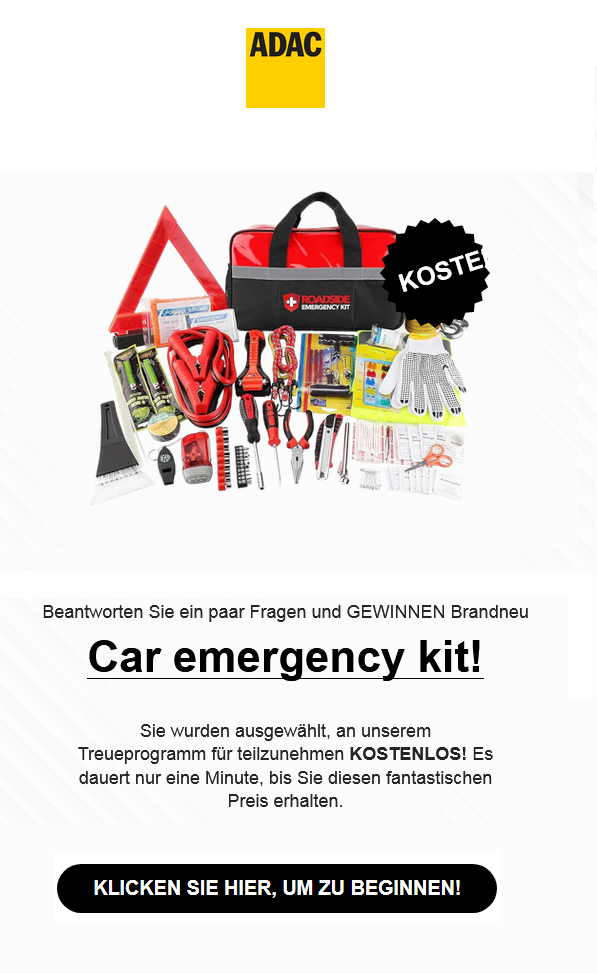 ADAC
KOSTE
ROADSIDE
EMERGENCY KIT
Beantworten Sie ein paar Fragen und GEWINNEN Brandneu
Car emergency kit!
Sie wurden ausgewählt, an unserem
Treueprogramm für teilzunehmen KOSTENLOS! Es
dauert nur eine Minute, bis Sie diesen fantastischen
Preis erhalten.
KLICKEN SIE HIER, UM ZU BEGINNEN!